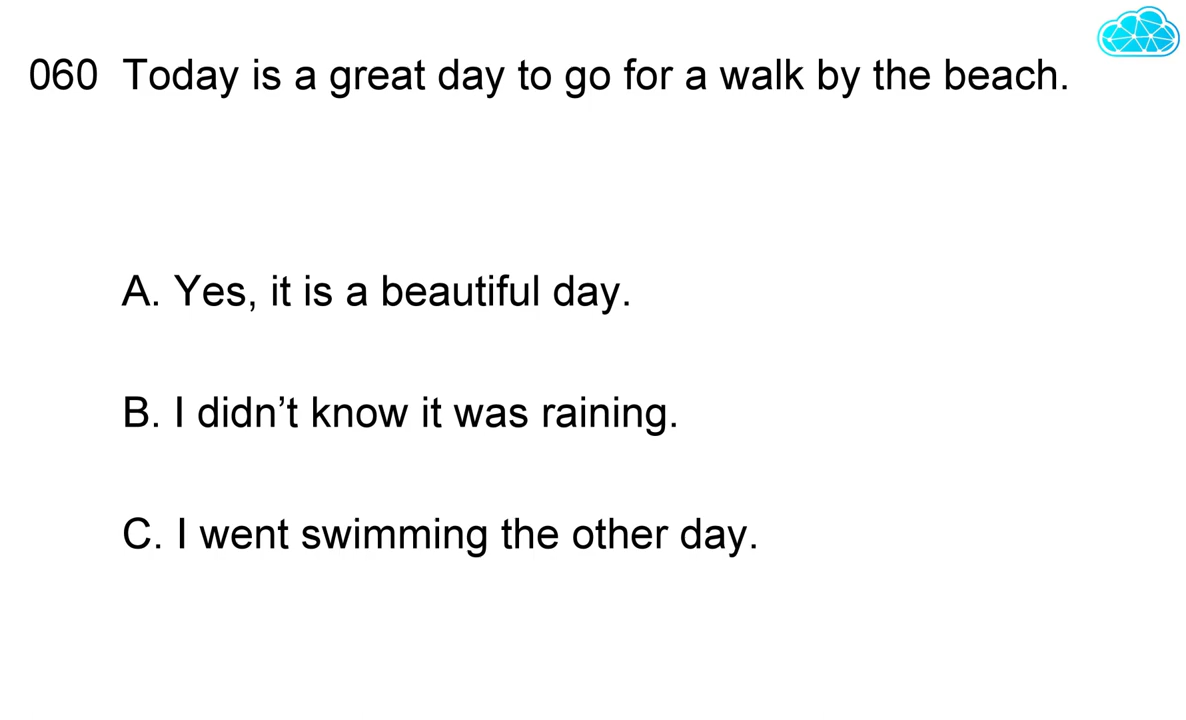 060 Today is a great day to go for a walk by the beach.
A. Yes, it is a beautiful day.
B. I didn’t know it was raining.
C. I went swimming the other day.